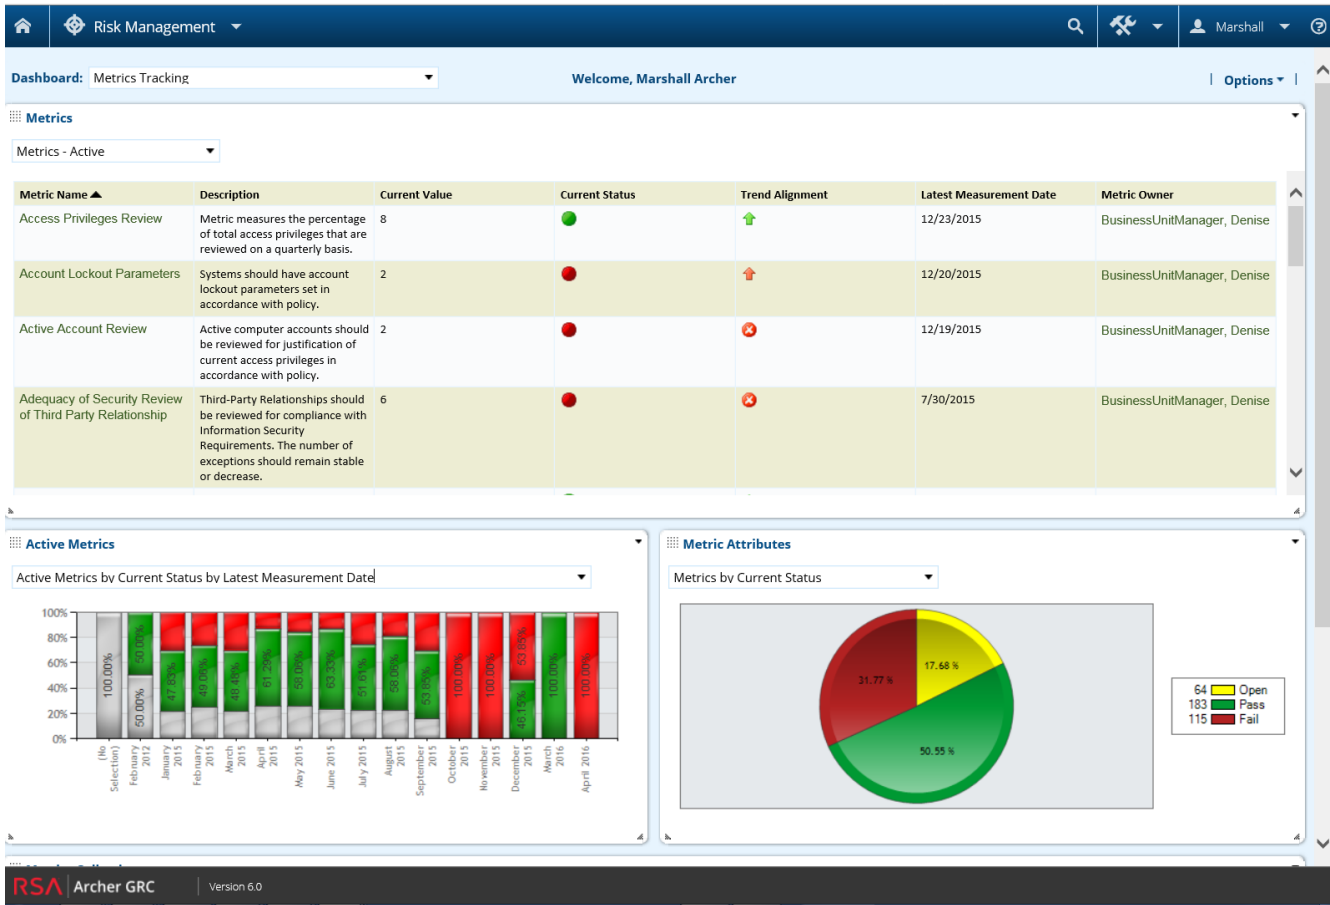 Risk Management
Marshall
Dashboard: Metrics Tracking
Welcome, Marshall Archer
| Options |
Metrics
Metrics - Active
Metric Name Description Current Value Current Status Trend Alignment Latest Measurement Date Metric Owner
Access Privileges Review
Metric measures the percentage
of total access privileges that are
reviewed on a quarterly basis.
8
12/23/2015
BusinessUnitManager, Denise
Account Lockout Parameters
Systems should have account
lockout parameters set in
accordance with policy.
2
12/20/2015
BusinessUnitManager, Denise
Active Account Review
Active computer accounts should
be reviewed for justification of
current access privileges in
accordance with policy.
2
12/19/2015
BusinessUnitManager, Denise
Adequacy of Security Review
of Third Party Relationship
Third-Party Relationships should
be reviewed for compliance with
Information Security
Requirements. The number of
exceptions should remain stable
or decrease.
6
7/30/2015
BusinessUnitManager, Denise
Active Metrics
Active Metrics by Current Status by Latest Measurement Date
100%
80%
60%
40%
20%
0%
100.00%
50.00%
50.00%
47.83%
49.06%
48.48%
61.29%
58.06%
63.33%
51.61%
58.06%
53.85%
100.00%
100.00%
53.85%
46.15%
100.00%
100.00%
(No
Selection)
February
2012
January
2015
February
2015
March
2015
April
2015
May 2015
June 2015
July 2015
August
2015
September
2015
October
2015
November
2015
December
2015
March
2016
April 2016
Metric Attributes
Metrics by Current Status
17.68 %
31.77 %
50.55 %
64 Open
183 Pass
115 Fail
RSA Archer GRC Version 6.0